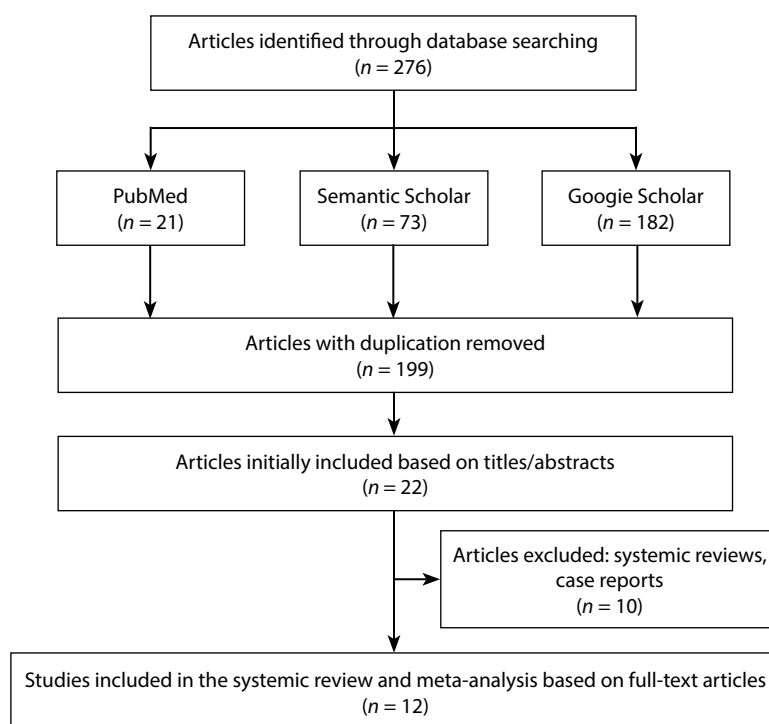 Articles identified through database searching
(n = 276)
PubMed
(n = 21)
Semantic Scholar
(n = 73)
Googie Scholar
(n = 182)
Articles with duplication removed
(n = 199)
Articles initially included based on titles/abstracts
(n = 22)
Articles excluded: systemic reviews,
case reports
(n = 10)
Studies included in the systemic review and meta-analysis based on full-text articles
(n = 12)